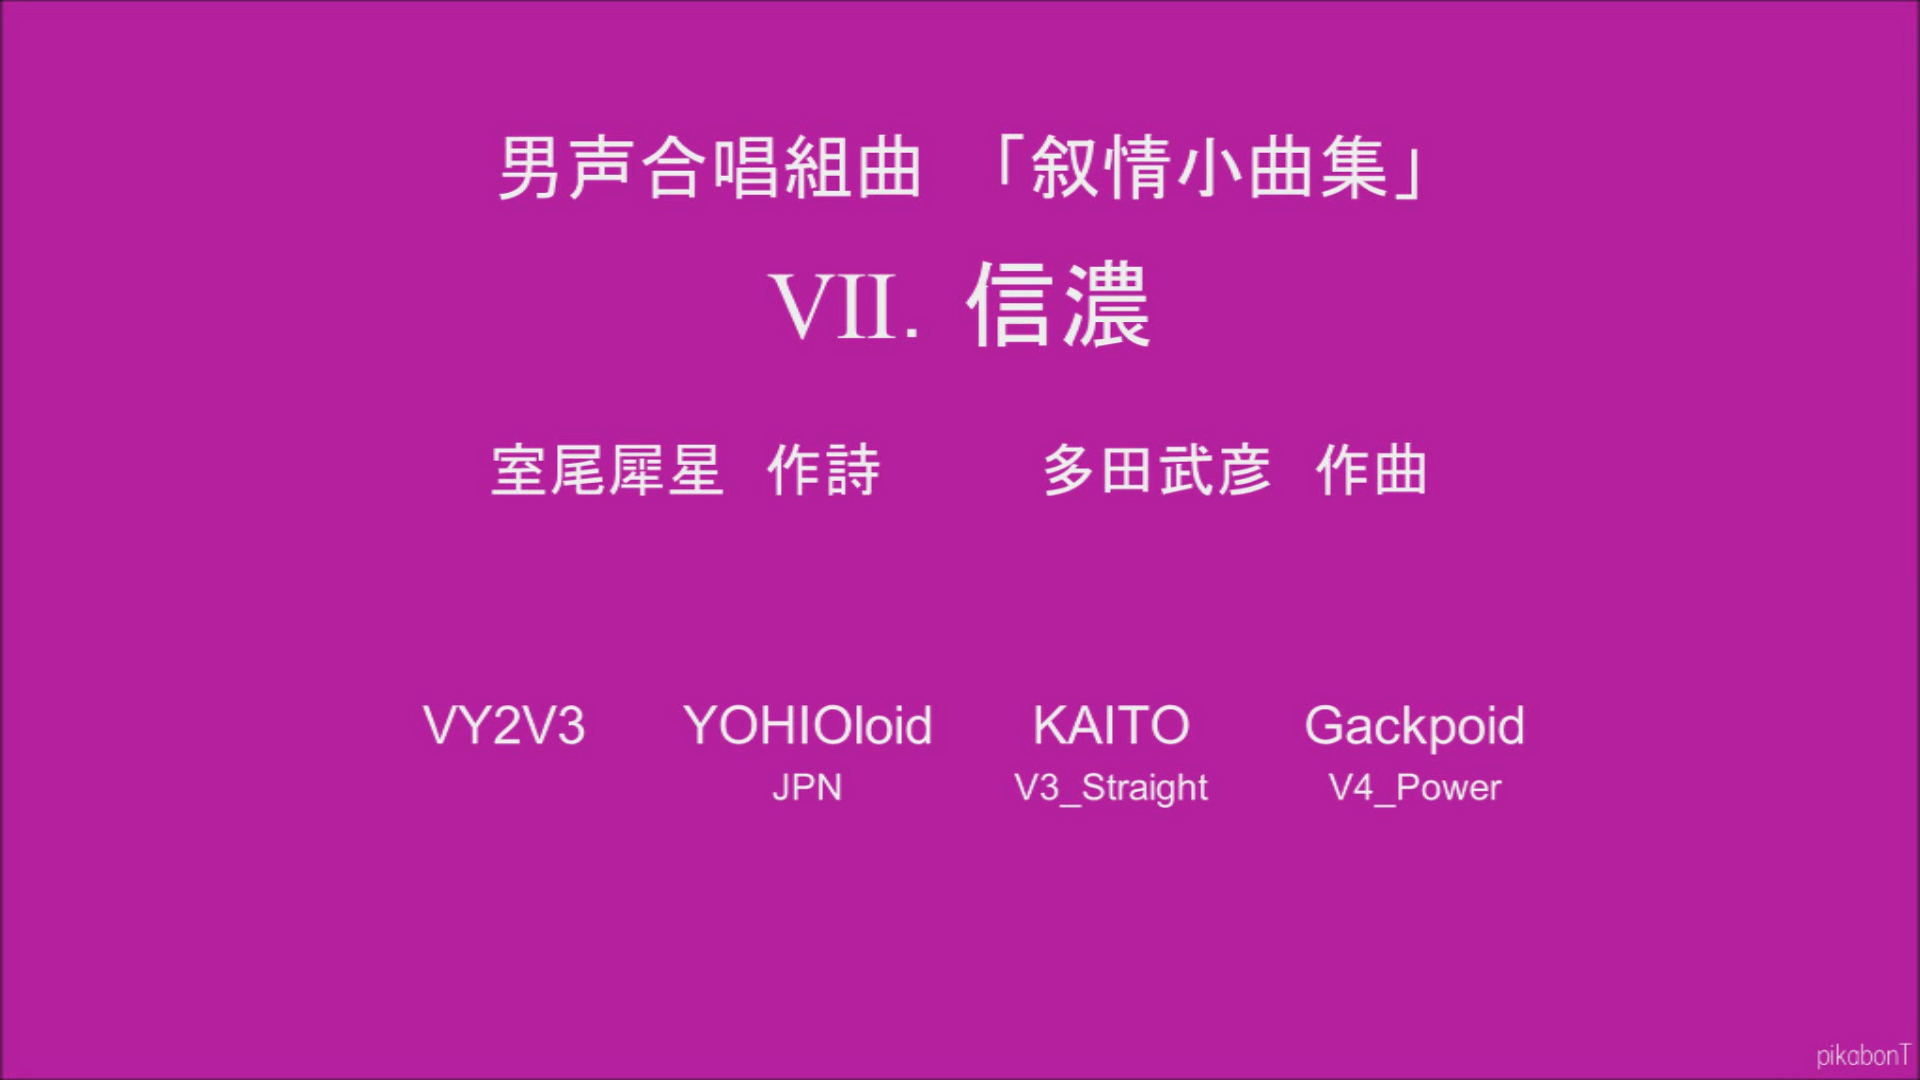 男声合唱組曲 「叙情小曲集」
VII. 信濃
室尾犀星 作詩 多田武彦 作曲
VY2V3 YOHIOloid KAITO Gackpoid
JPN V3_Straight V4_Power
pikabonT